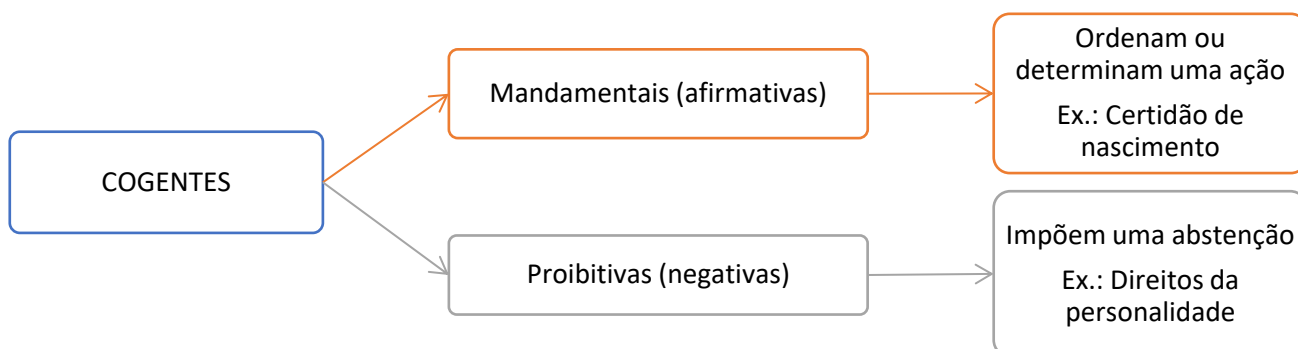 COGENTES
Mandamentais (afirmativas)
Ordenam ou
determinam uma ação
Ex.: Certidão de
nascimento
Proibitivas (negativas)
Impõem uma abstenção
Ex.: Direitos da
personalidade